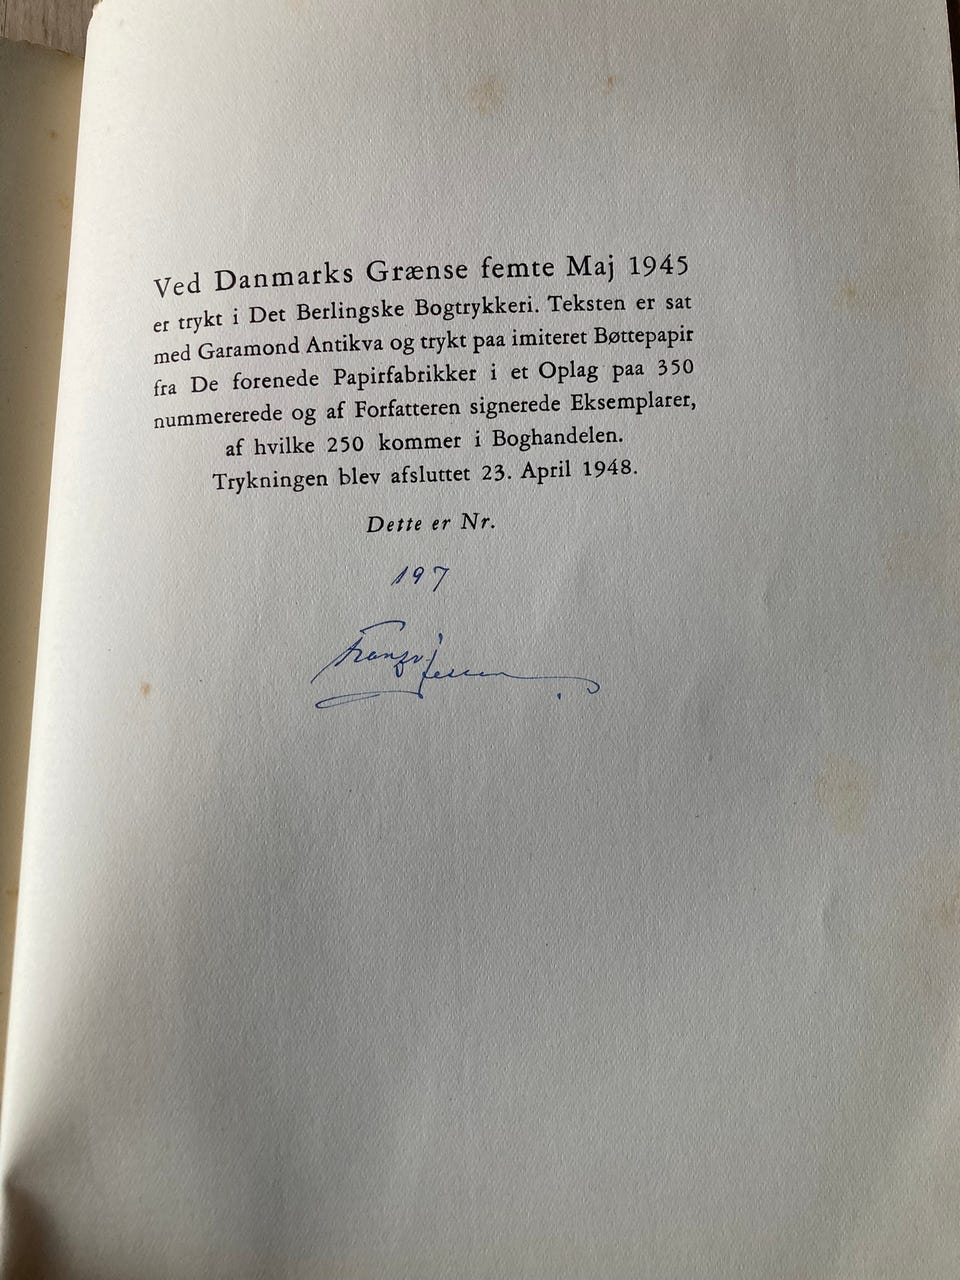 Ved Danmarks Grænse femte Maj 1945
er trykt i Det Berlingske Bogtrykkeri. Teksten er sat
med Garamond Antikva og trykt paa imiteret Bøttepapir
fra De forenede Papirfabrikker i et Oplag paa 350
nummererede og af Forfatteren signerede Eksemplarer,
af hvilke 250 kommer i Boghandelen.
Trykningen blev afsluttet 23. April 1948.
Dette er Nr.
197
Franz v. Jessen